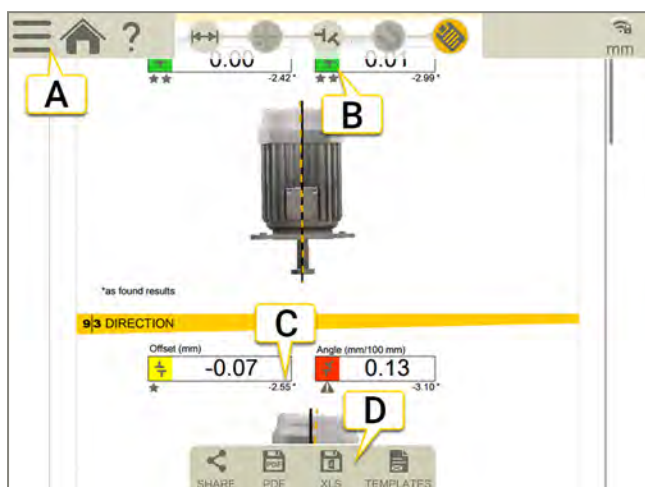 ?
mm
0.00
0.01
-2.42*
-2.99*
A
B
*as found results
9|3 DIRECTION
C
Offset (mm)
Angle (mm/100 mm)
-0.07
0.13
-2.55*
-3.10*
D
PDF
SHARE PDF XLS TEMPLATES